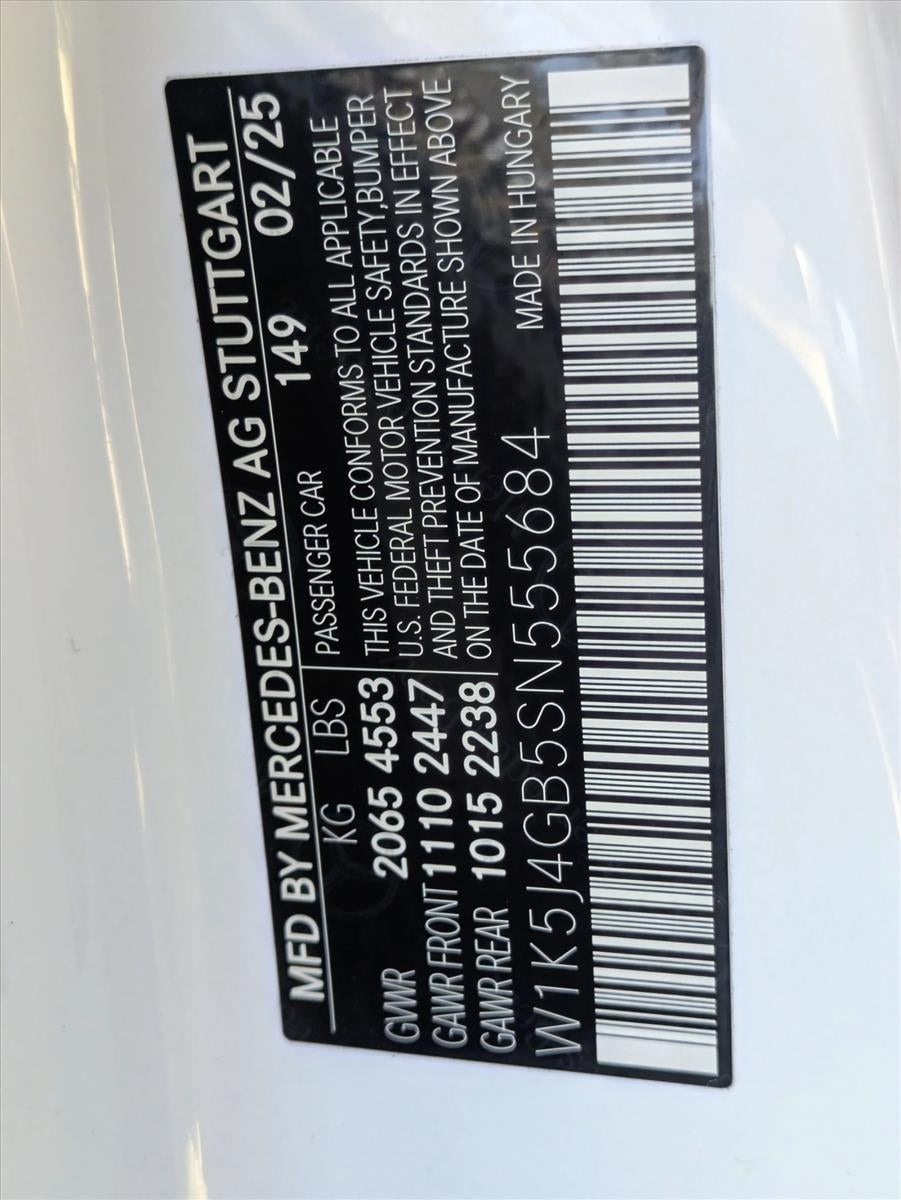 MFD BY MERCEDES-BENZ AG STUTTGART
149 02/25
KG LBS PASSENGER CAR
GVWR 2065 4553
GAWR FRONT 1110 2447
GAWR REAR 1015 2238
THIS VEHICLE CONFORMS TO ALL APPLICABLE
U.S. FEDERAL MOTOR VEHICLE SAFETY,BUMPER
AND THEFT PREVENTION STANDARDS IN EFFECT
ON THE DATE OF MANUFACTURE SHOWN ABOVE
W1K5J4GB5SN555684 MADE IN HUNGARY